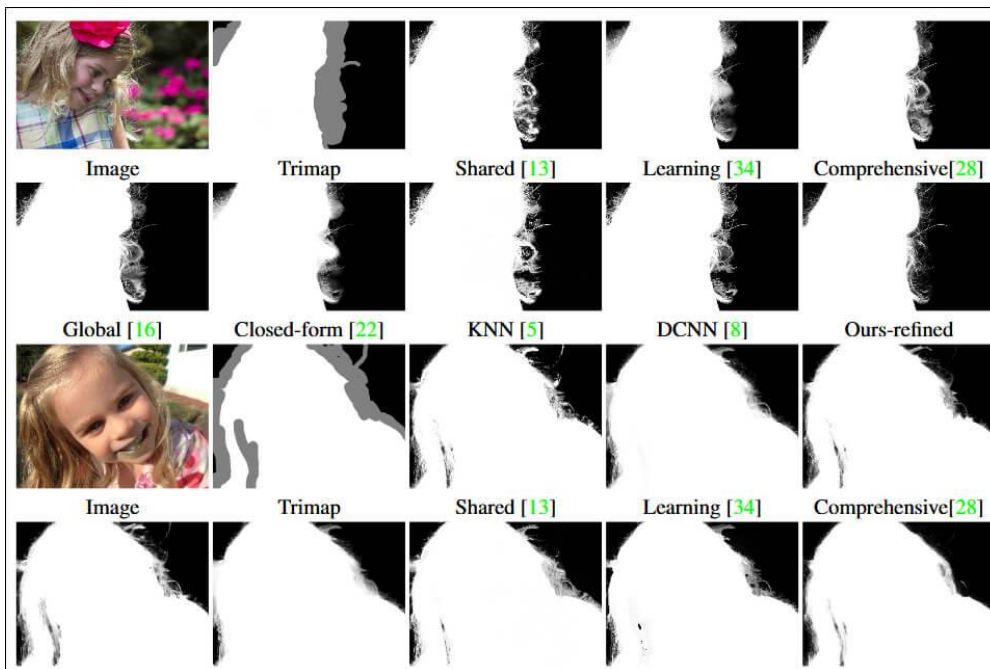 Image Trimap Shared [13] Learning [34] Comprehensive[28]
Global [16] Closed-form [22] KNN [5] DCNN [8] Ours-refined
Image Trimap Shared [13] Learning [34] Comprehensive[28]